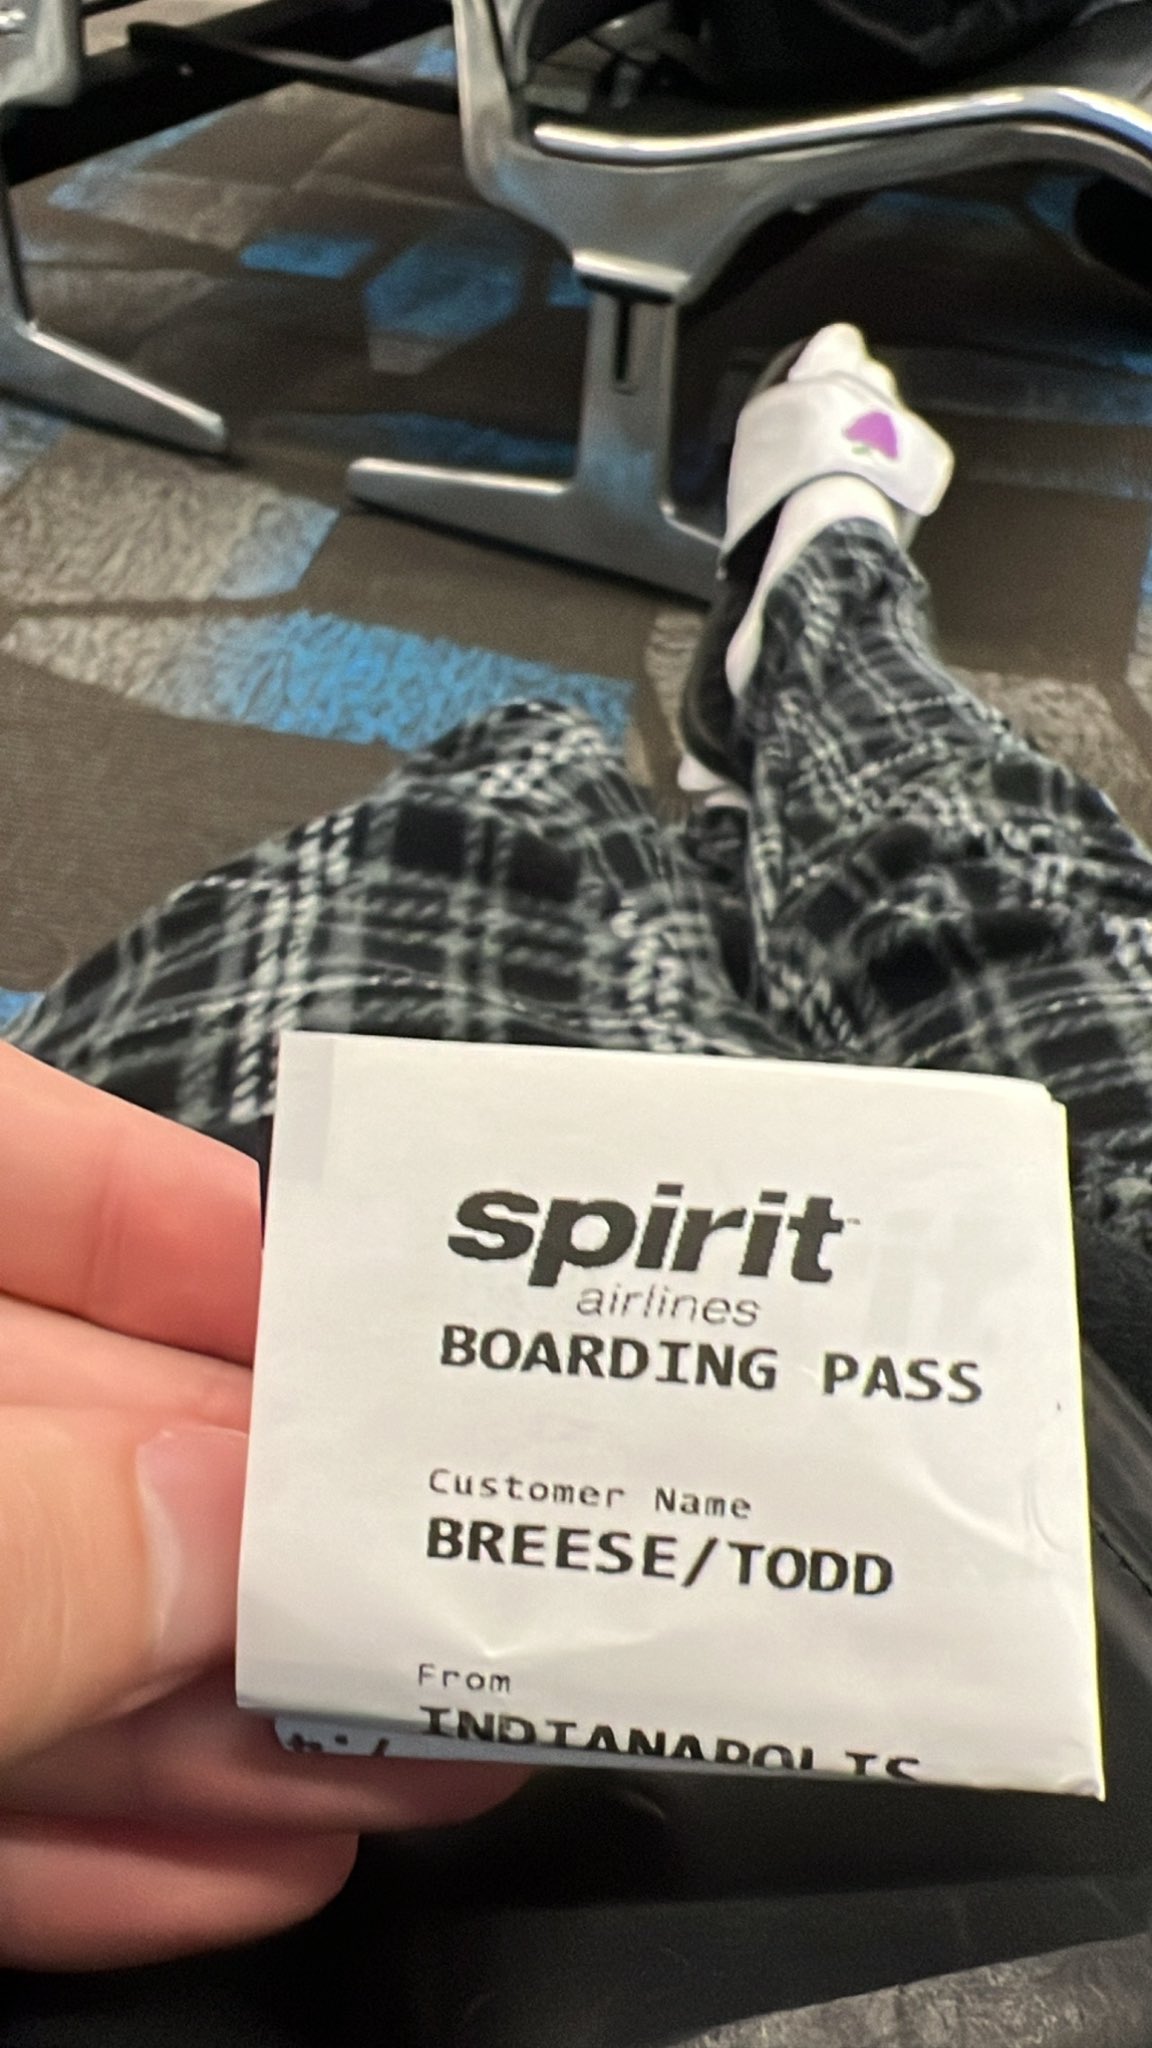 spirit
airlines
BOARDING PASS
Customer Name
BREESE/TODD
From
INDIANAPOLIS